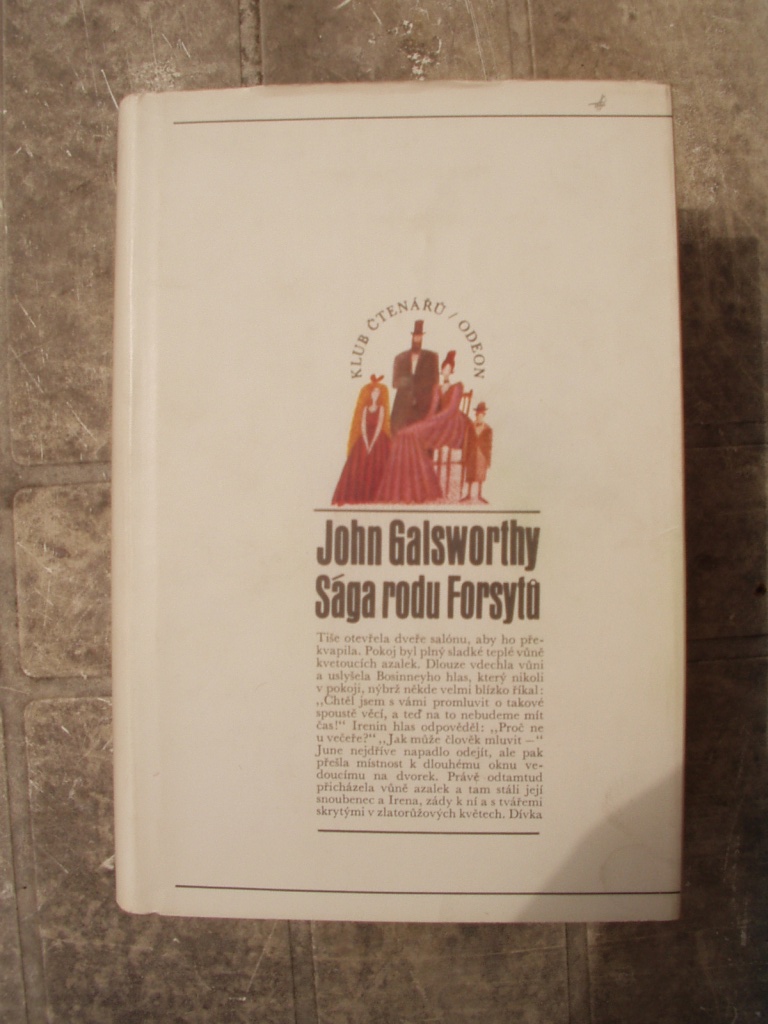 KLUB ČTENÁŘŮ / ODEON
John Galsworthy
Sága rodu Forsytů
Tiše otevřela dveře salónu, aby ho pře-
kvapila. Pokoj byl plný sladké teplé vůně
kvetoucích azalek. Dlouze vdechla vůni
a uslyšela Bosinneyho hlas, který nikoli
v pokoji, nýbrž někde velmi blízko říkal:
„Chtěl jsem s vámi promluvit o takové
spoustě věcí, a teď na to nebudeme mít
čas!“ Irenin hlas odpověděl: „Proč ne
u večeře?“ „Jak může člověk mluvit —“
June nejdříve napadlo odejít, ale pak
přešla místnost k dlouhému oknu ve-
doucímu na dvorek. Právě odtamtud
přicházela vůně azalek a tam stáli její
snoubenec a Irena, zády k ní a s tvářemi
skrytými v zlatorůžových květech. Dívka